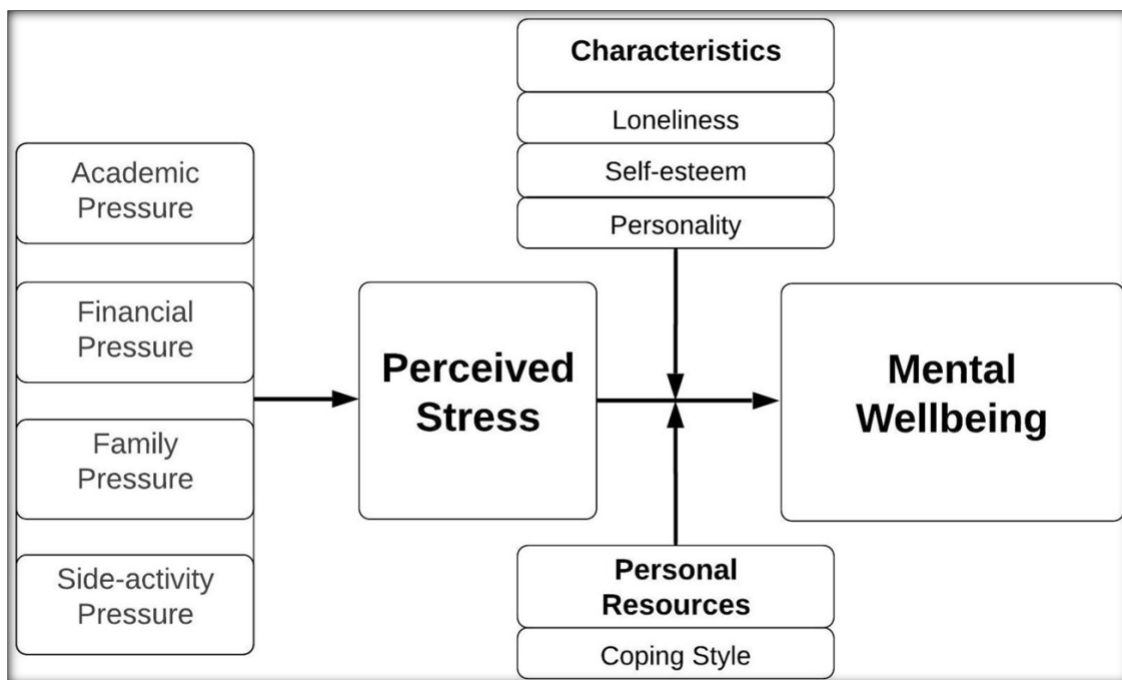 Academic
Pressure
Financial
Pressure
Family
Pressure
Side-activity
Pressure
Perceived
Stress
Characteristics
Loneliness
Self-esteem
Personality
Personal
Resources
Coping Style
Mental
Wellbeing